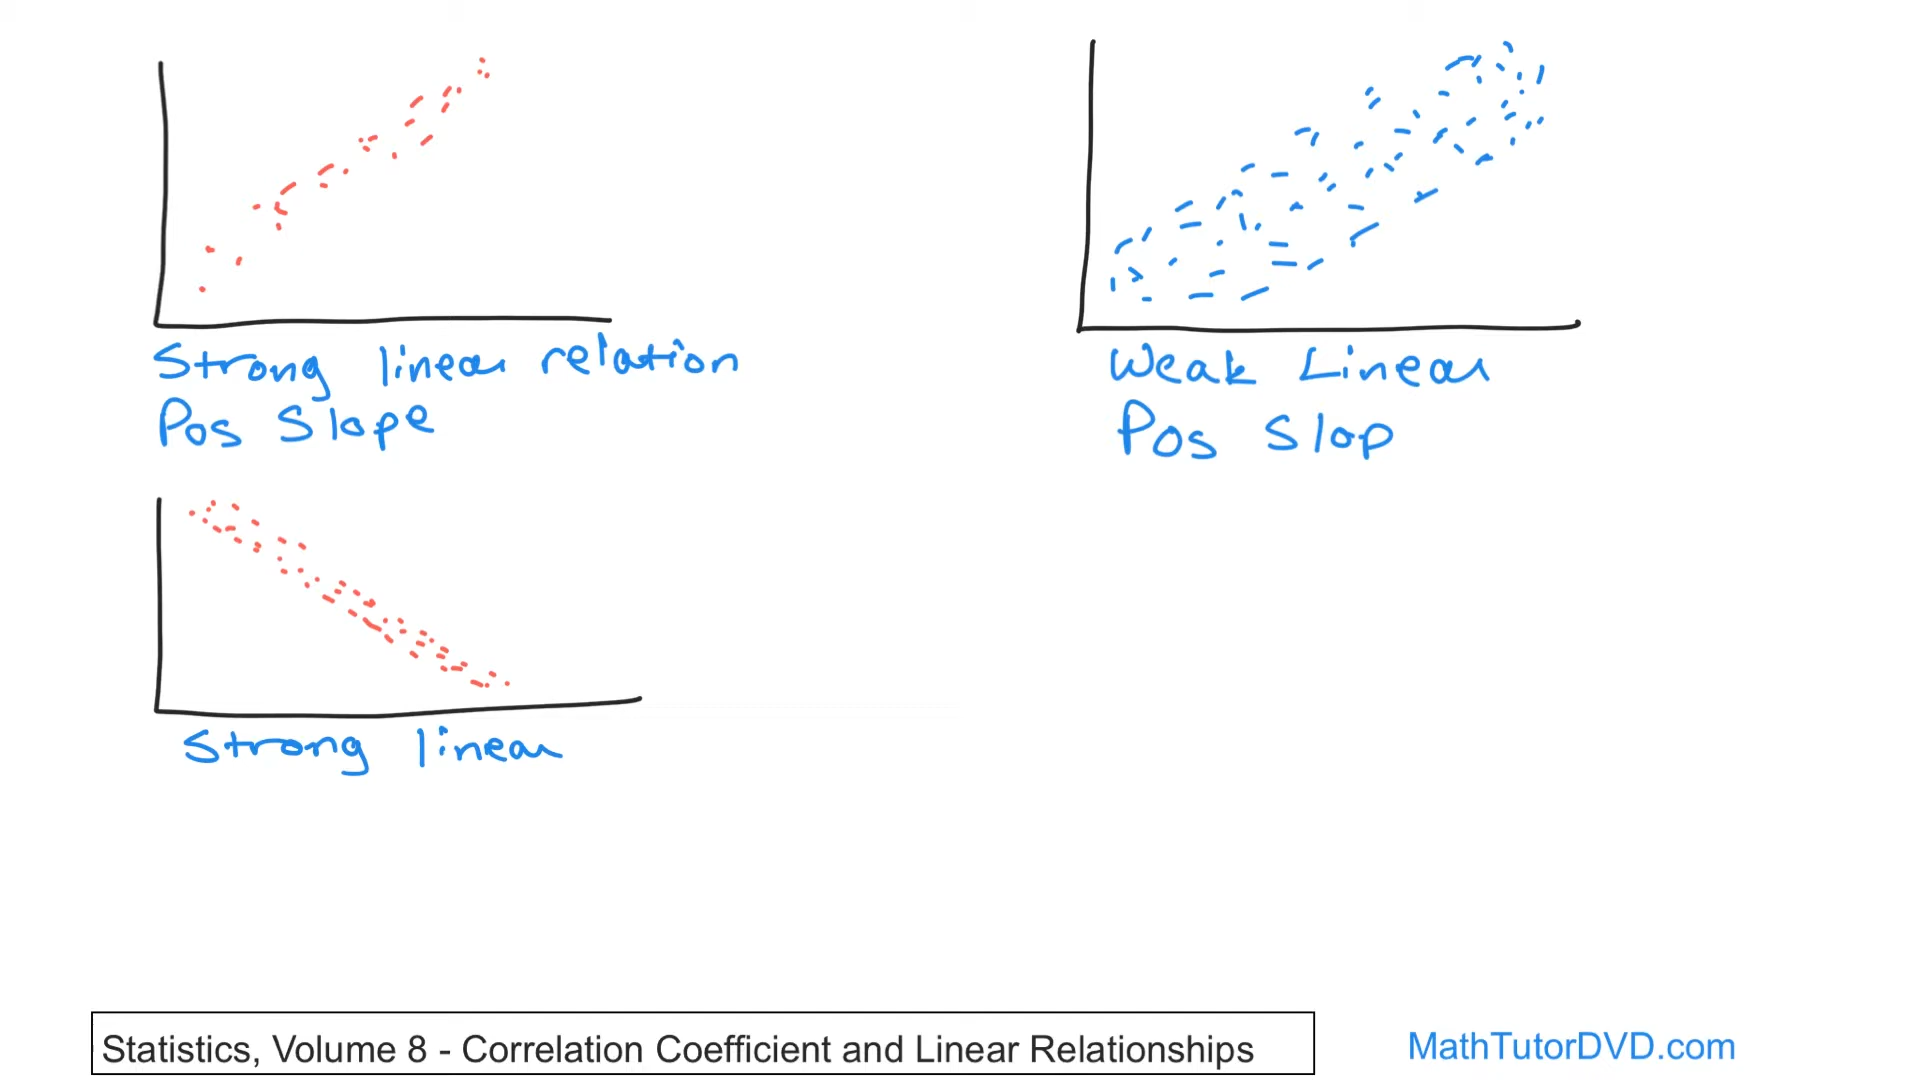 Strong linear relation
Pos Slope
Weak Linear
Pos Slop
Strong linear
Statistics, Volume 8 - Correlation Coefficient and Linear Relationships
MathTutorDVD.com